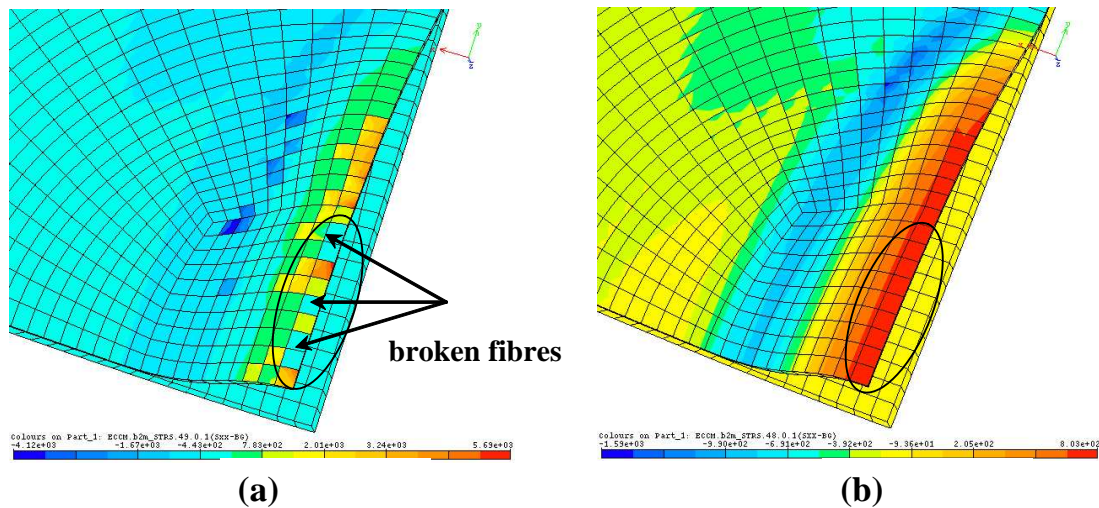 broken fibres
Colours on Part_1: ECCM.b2m_STRS.49.0.1(SXX-BG)
-4.12e+03 -1.67e+03 -4.43e+02 7.83e+02 2.01e+03 3.24e+03 5.69e+03
Colours on Part_1: ECCM.b2m_STRS.48.0.1(SXX-BG)
-1.59e+03 -9.90e+02 -6.91e+02 -3.92e+02 -9.36e+01 2.05e+02 8.03e+02
(a)
(b)